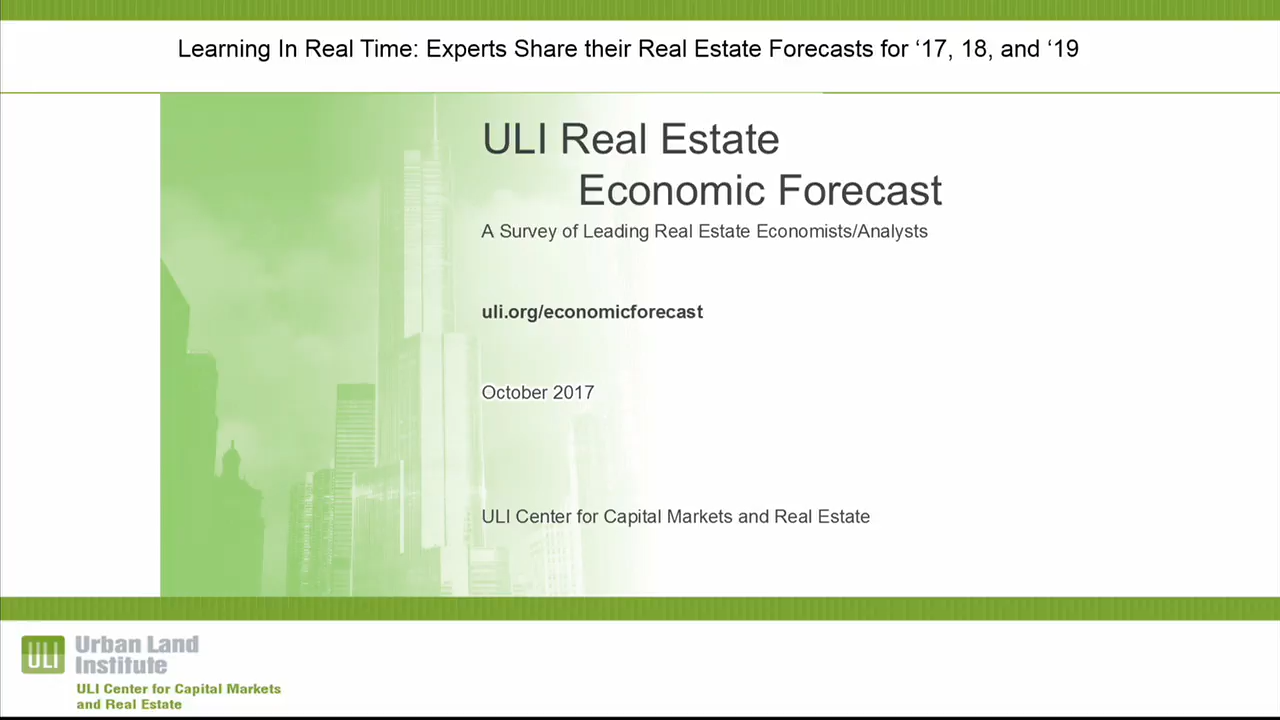 Learning In Real Time: Experts Share their Real Estate Forecasts for ‘17, 18, and ‘19
ULI Real Estate
Economic Forecast
A Survey of Leading Real Estate Economists/Analysts
uli.org/economicforecast
October 2017
ULI Center for Capital Markets and Real Estate
ULI
Urban Land
Institute
ULI Center for Capital Markets
and Real Estate